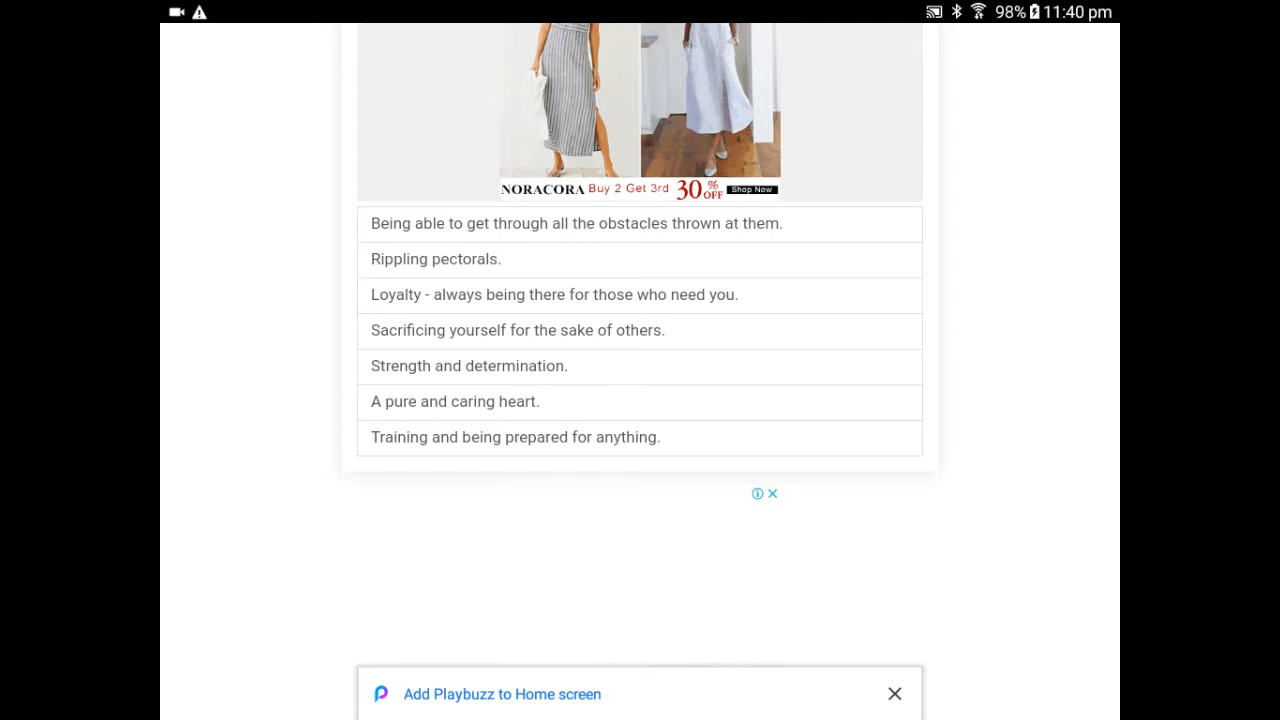 98% 11:40 pm
NORACORA Buy 2 Get 3rd 30% OFF Shop Now
Being able to get through all the obstacles thrown at them.
Rippling pectorals.
Loyalty - always being there for those who need you.
Sacrificing yourself for the sake of others.
Strength and determination.
A pure and caring heart.
Training and being prepared for anything.
Add Playbuzz to Home screen